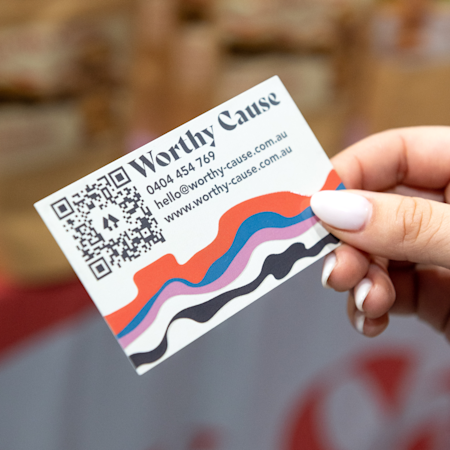 Worthy Cause
0404 454 769
hello@worthy-cause.com.au
www.worthy-cause.com.au